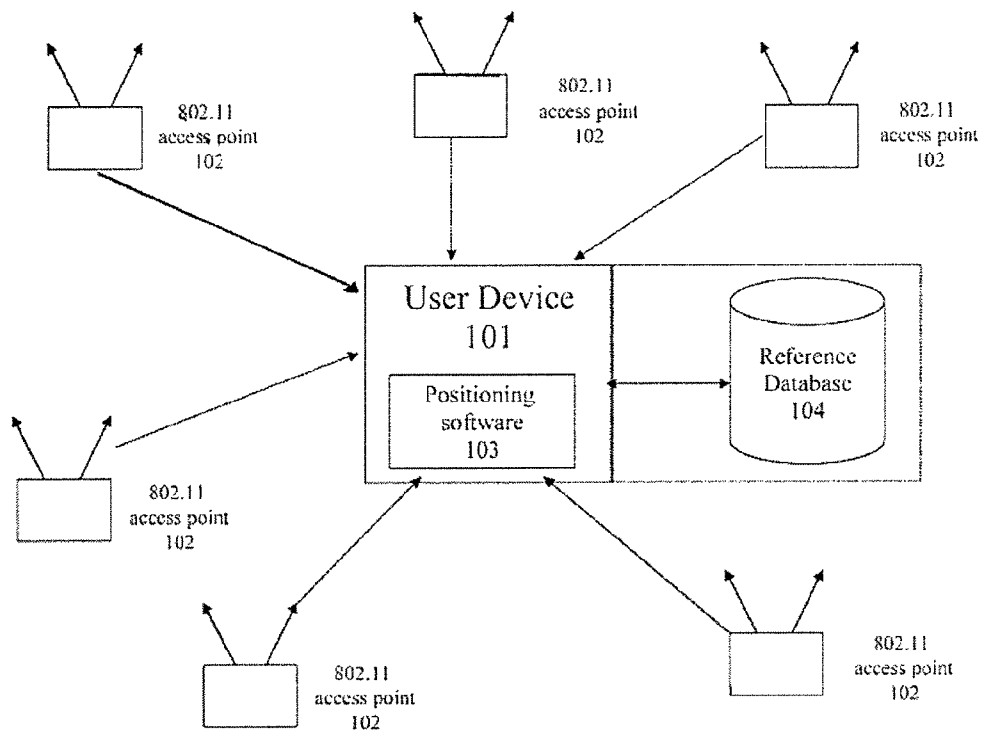 802.11
access point
102
802.11
access point
102
802.11
access point
102
User Device
101
Positioning
software
103
Reference
Database
104
802.11
access point
102
802.11
access point
102
802.11
access point
102